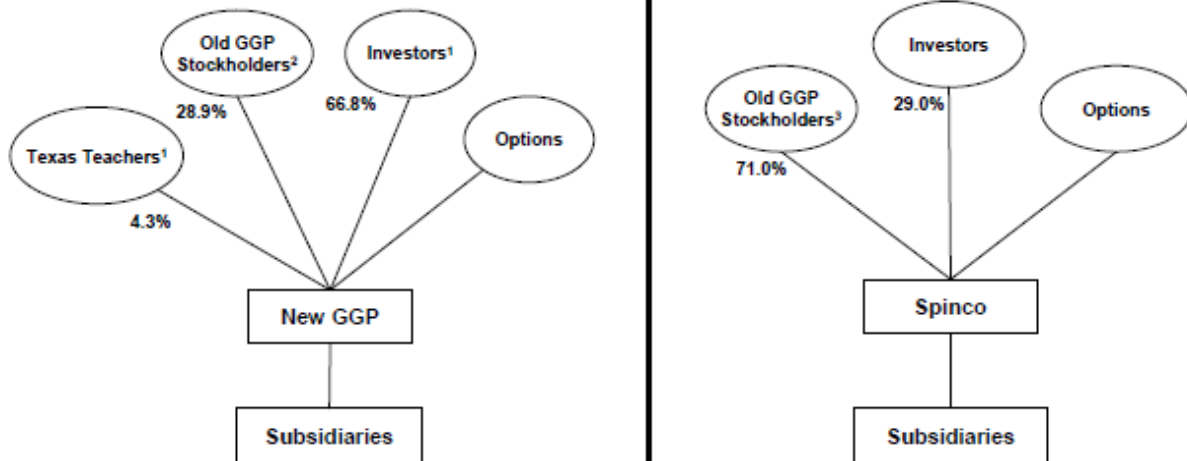 Old GGP
Stockholders²
28.9%
Investors¹
66.8%
Texas Teachers¹
4.3%
Options
New GGP
Subsidiaries
Investors
29.0%
Old GGP
Stockholders³
71.0%
Options
Spinco
Subsidiaries